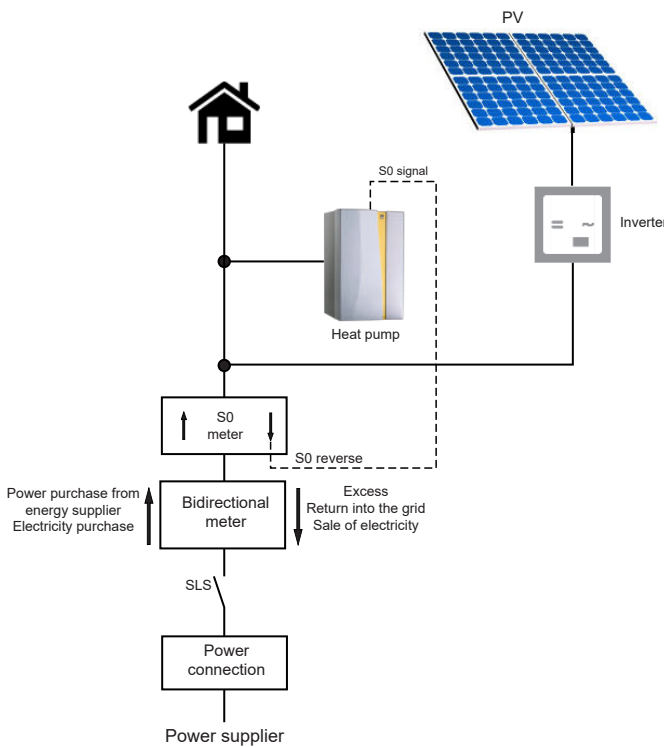 PV
S0 signal
= ~
Inverter
Heat pump
S0
meter
S0 reverse
Power purchase from
energy supplier
Electricity purchase
Bidirectional
meter
Excess
Return into the grid
Sale of electricity
SLS
Power
connection
Power supplier